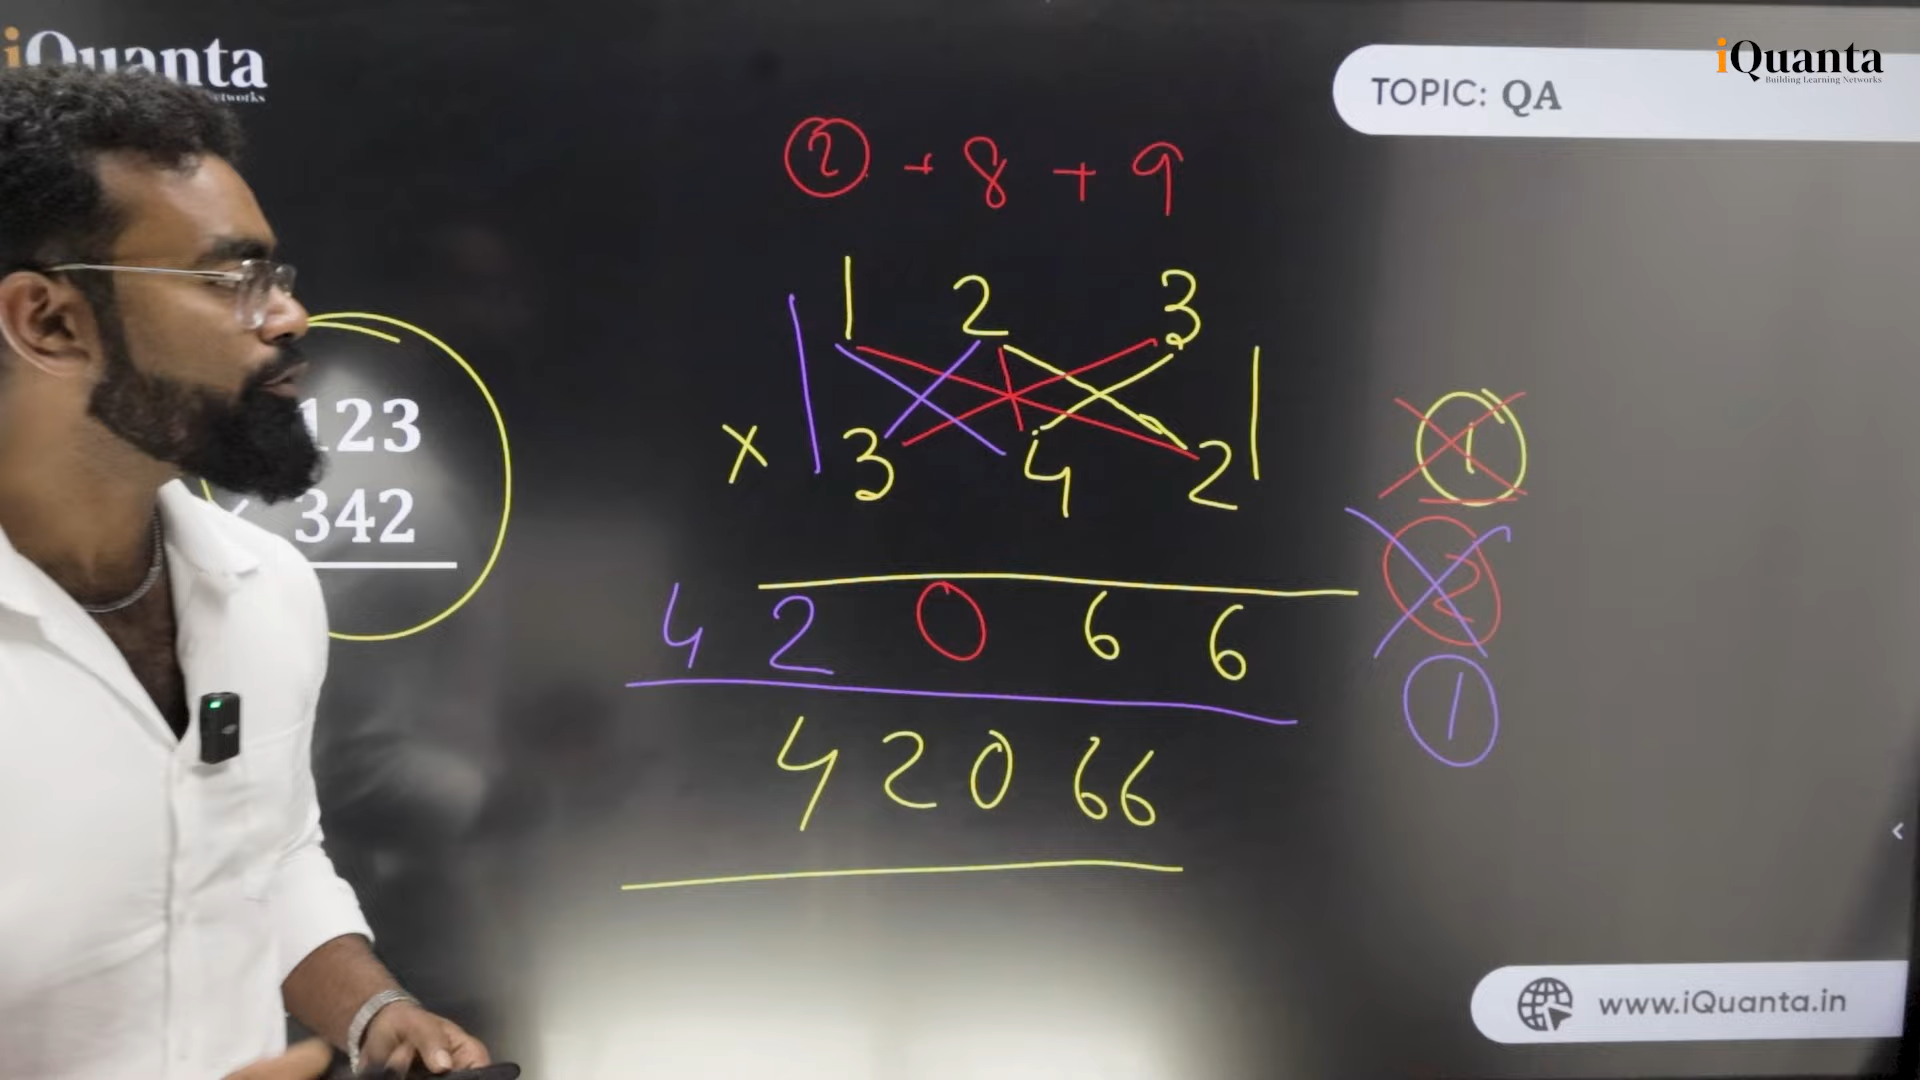 iQuanta
etworks
iQuanta
Building Learning Networks
TOPIC: QA
2 + 8 + 9
1 2 3
× 3 4 2
4 2 0 6 6
4 2 0 6 6
123
342
1
2
1
www.iQuanta.in